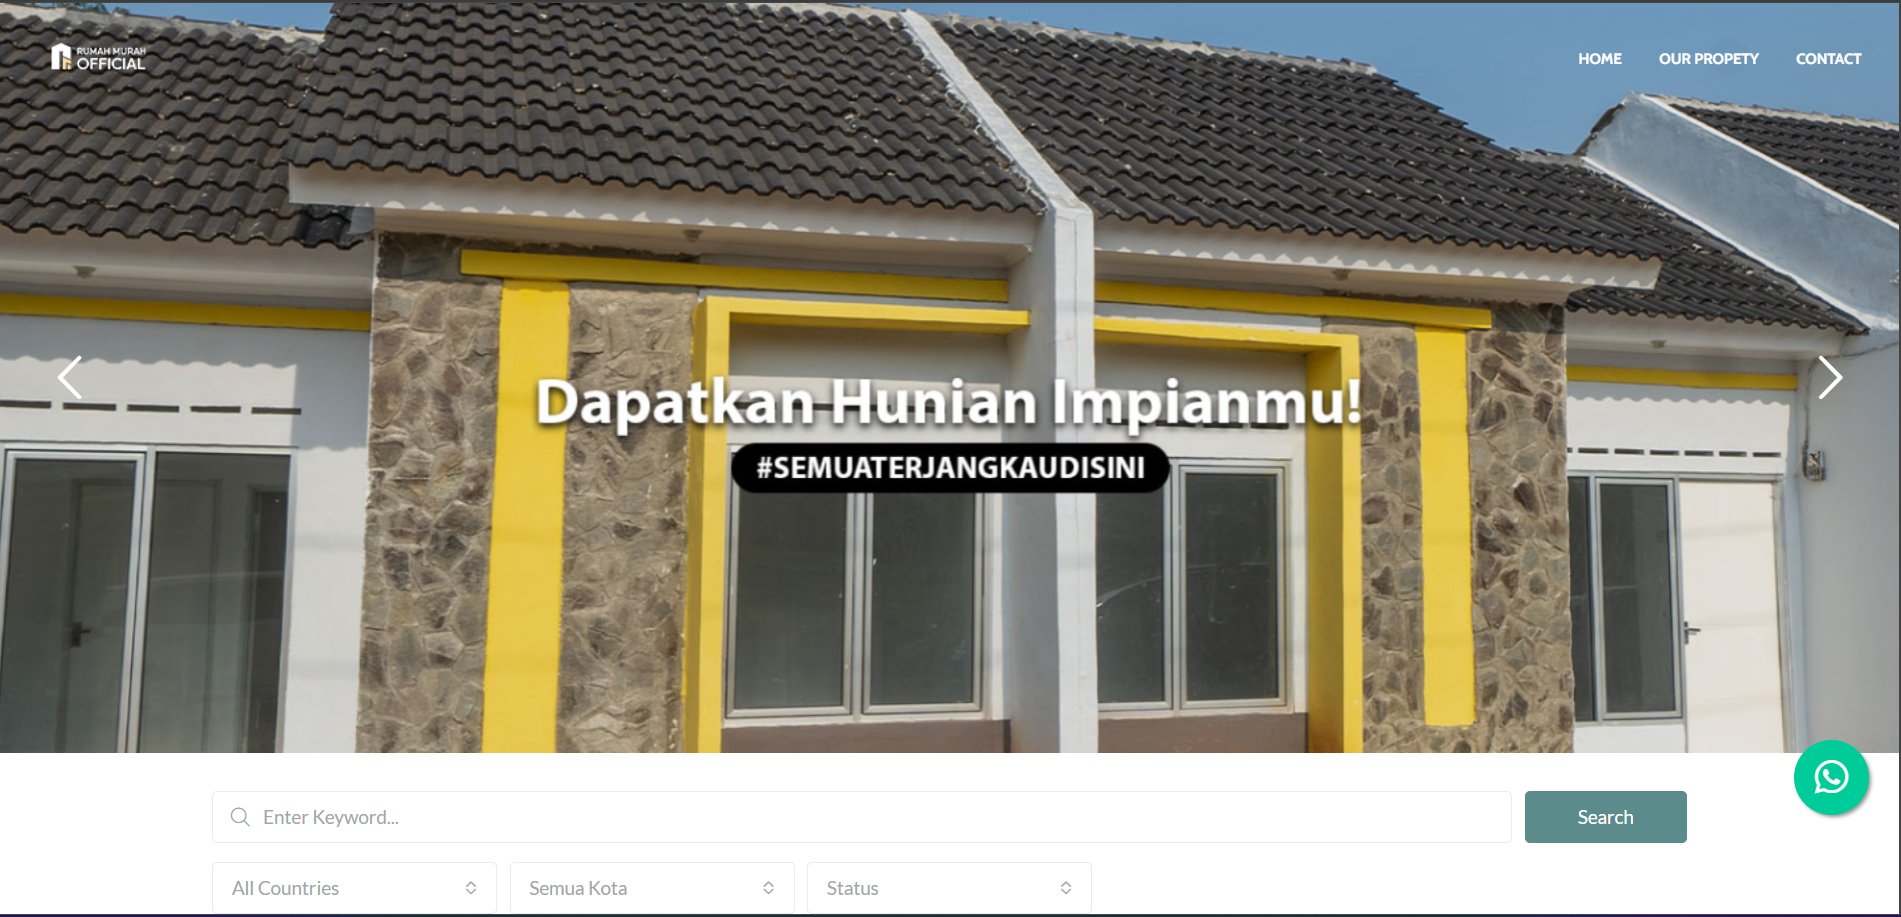 RUMAH MURAH
OFFICIAL
HOME
OUR PROPETY
CONTACT
Dapatkan Hunian Impianmu!
#SEMUATERJANGKAUDISINI
Enter Keyword...
Search
All Countries
Semua Kota
Status